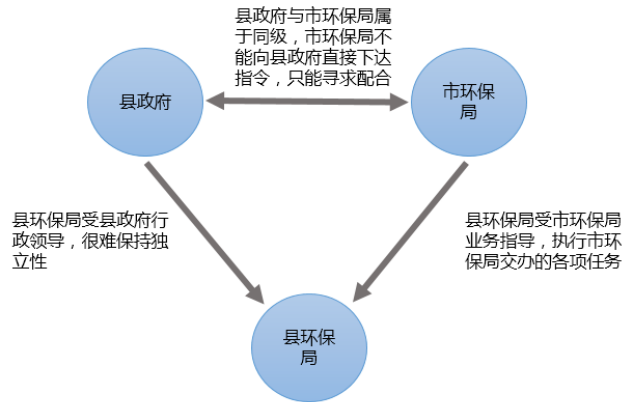 县政府与市环保局属
于同级，市环保局不
能向县政府直接下达
指令，只能寻求配合
县政府
市环保
局
县环保局受县政府行
政领导，很难保持独
立性
县环保局受市环保局
业务指导，执行市环
保局交办的各项任务
县环保
局